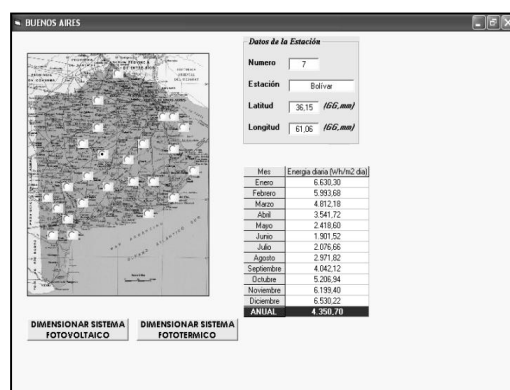 BUENOS AIRES
Datos de la Estación
Numero 7
Estación Bolívar
Latitud 36,15 (GG,mm)
Longitud 61,06 (GG,mm)
Mes Energia diaria (Wh/m2 dia)
Enero 6.630,30
Febrero 5.993,68
Marzo 4.812,18
Abril 3.541,72
Mayo 2.418,60
Junio 1.901,52
Julio 2.076,66
Agosto 2.971,82
Septiembre 4.042,12
Octubre 5.206,94
Noviembre 6.199,40
Diciembre 6.530,22
ANUAL 4.350,70
DIMENSIONAR SISTEMA
FOTOVOLTAICO
DIMENSIONAR SISTEMA
FOTOTERMICO